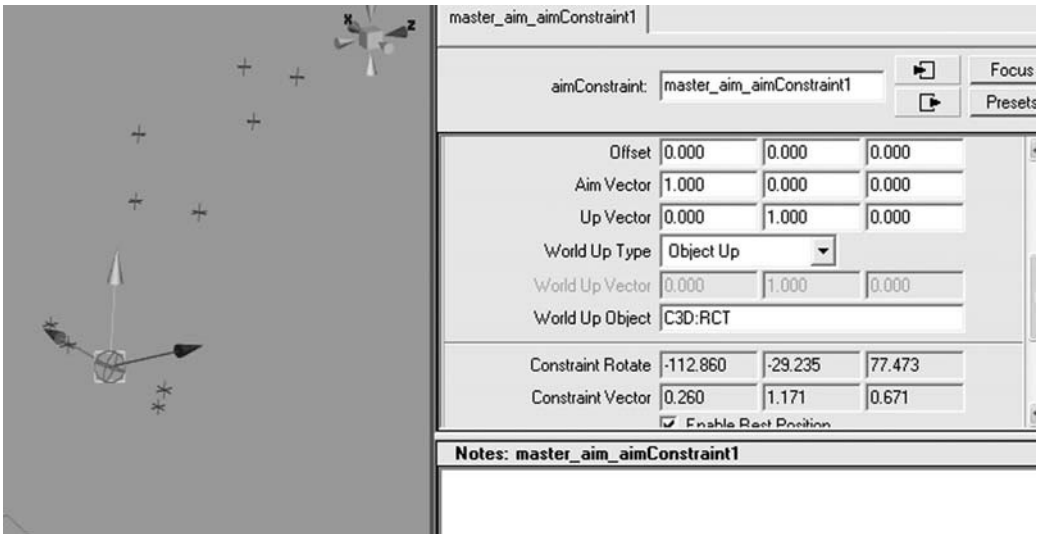 x z
master_aim_aimConstraint1
aimConstraint: master_aim_aimConstraint1
Focus
Presets
Offset 0.000 0.000 0.000
Aim Vector 1.000 0.000 0.000
Up Vector 0.000 1.000 0.000
World Up Type Object Up
World Up Vector 0.000 1.000 0.000
World Up Object C3D:RCT
Constraint Rotate -112.860 -29.235 77.473
Constraint Vector 0.260 1.171 0.671
Enable Rest Position
Notes: master_aim_aimConstraint1